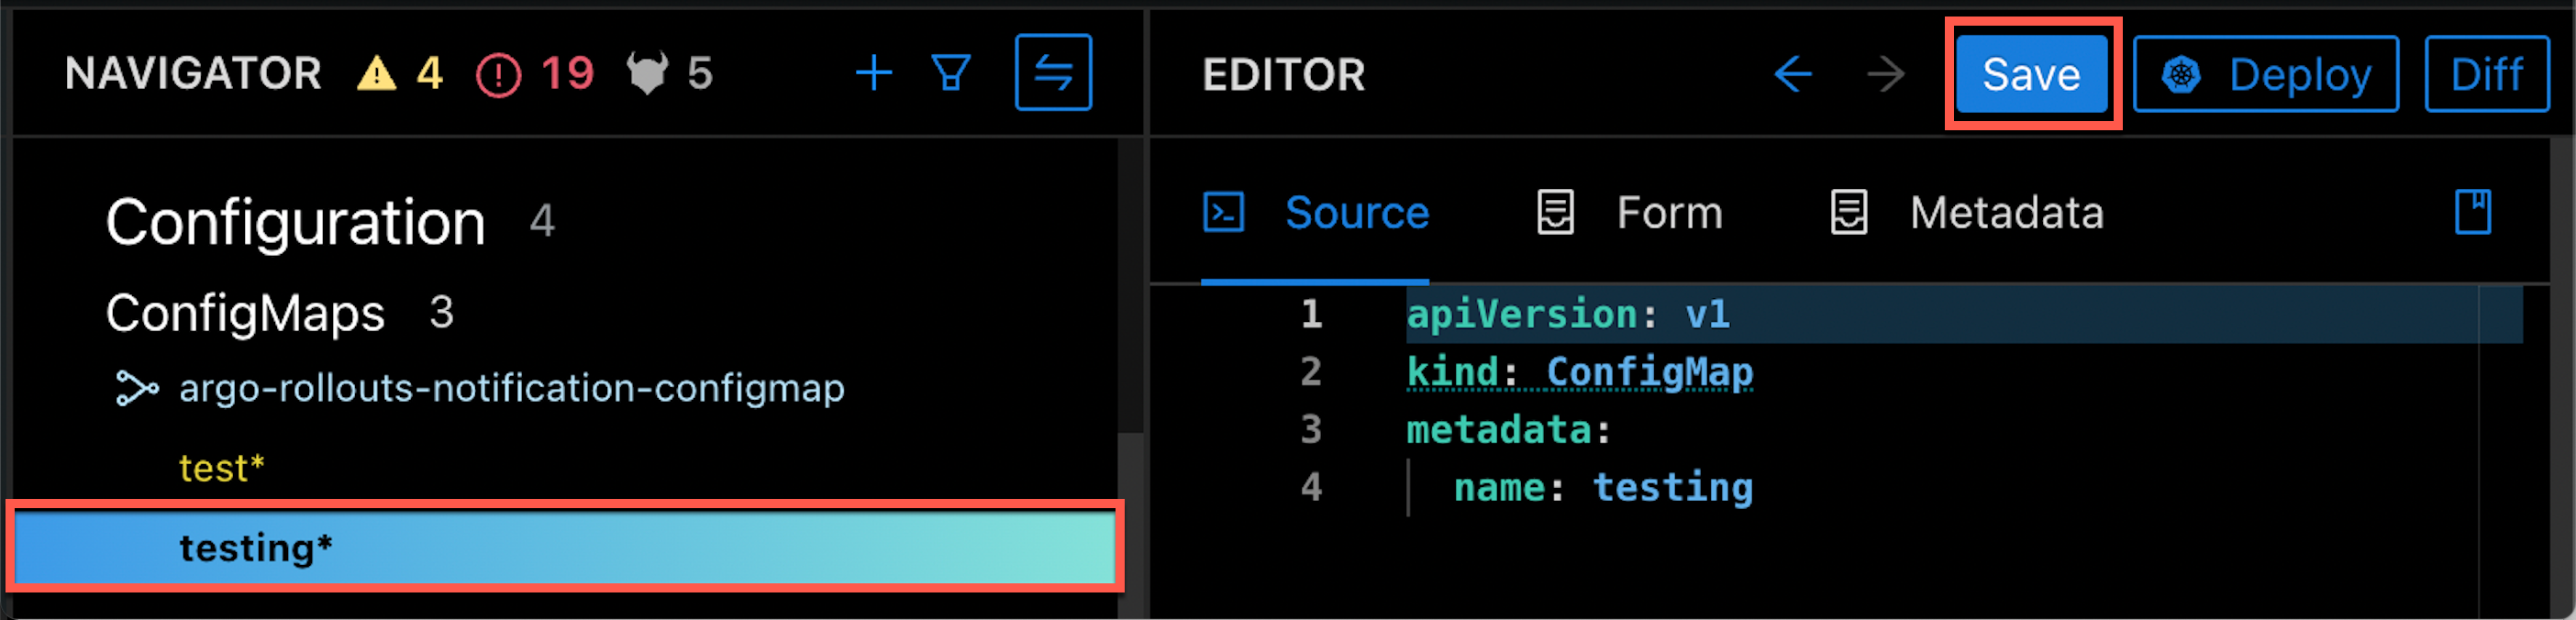 NAVIGATOR 4 19 5
Configuration 4
ConfigMaps 3
argo-rollouts-notification-configmap
test*
testing*
EDITOR Save Deploy Diff
Source Form Metadata
1 apiVersion: v1
2 kind: ConfigMap
3 metadata:
4 name: testing